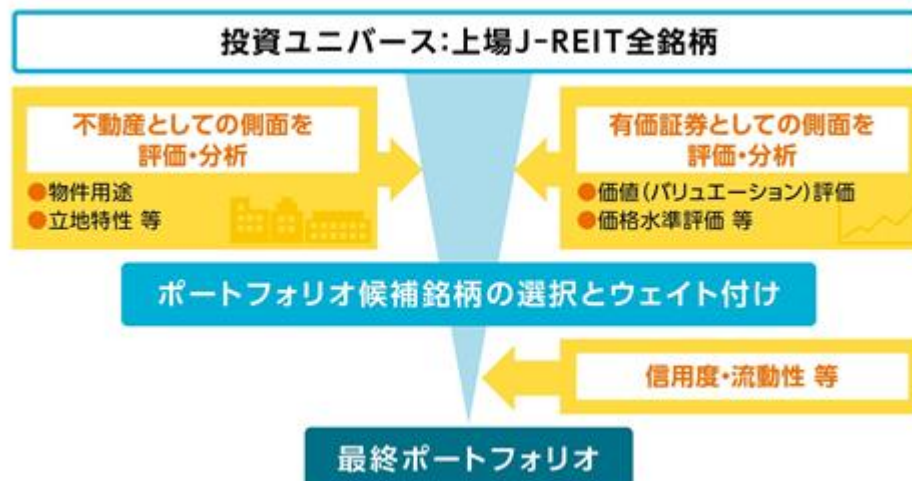 投資ユニバース：上場J-REIT全銘柄
不動産としての側面を
評価・分析
●物件用途
●立地特性 等
有価証券としての側面を
評価・分析
●価値(バリュエーション)評価
●価格水準評価 等
ポートフォリオ候補銘柄の選択とウェイト付け
信用度・流動性 等
最終ポートフォリオ